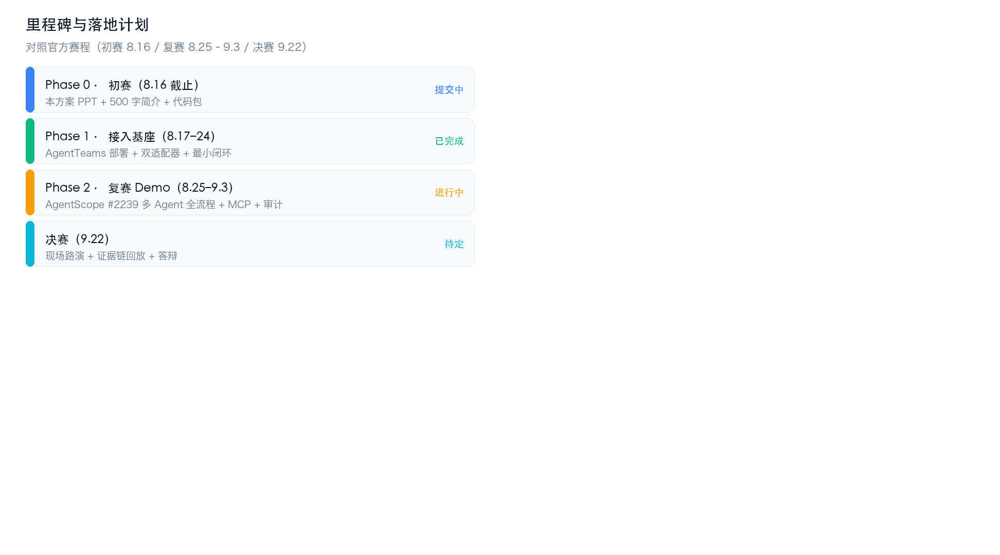 里程碑与落地计划
对照官方赛程（初赛 8.16 / 复赛 8.25 - 9.3 / 决赛 9.22）
Phase 0 · 初赛（8.16 截止）
提交中
本方案 PPT + 500 字简介 + 代码包
Phase 1 · 接入基座（8.17–24）
已完成
AgentTeams 部署 + 双适配器 + 最小闭环
Phase 2 · 复赛 Demo（8.25–9.3）
进行中
AgentScope #2239 多 Agent 全流程 + MCP + 审计
决赛（9.22）
待定
现场路演 + 证据链回放 + 答辩